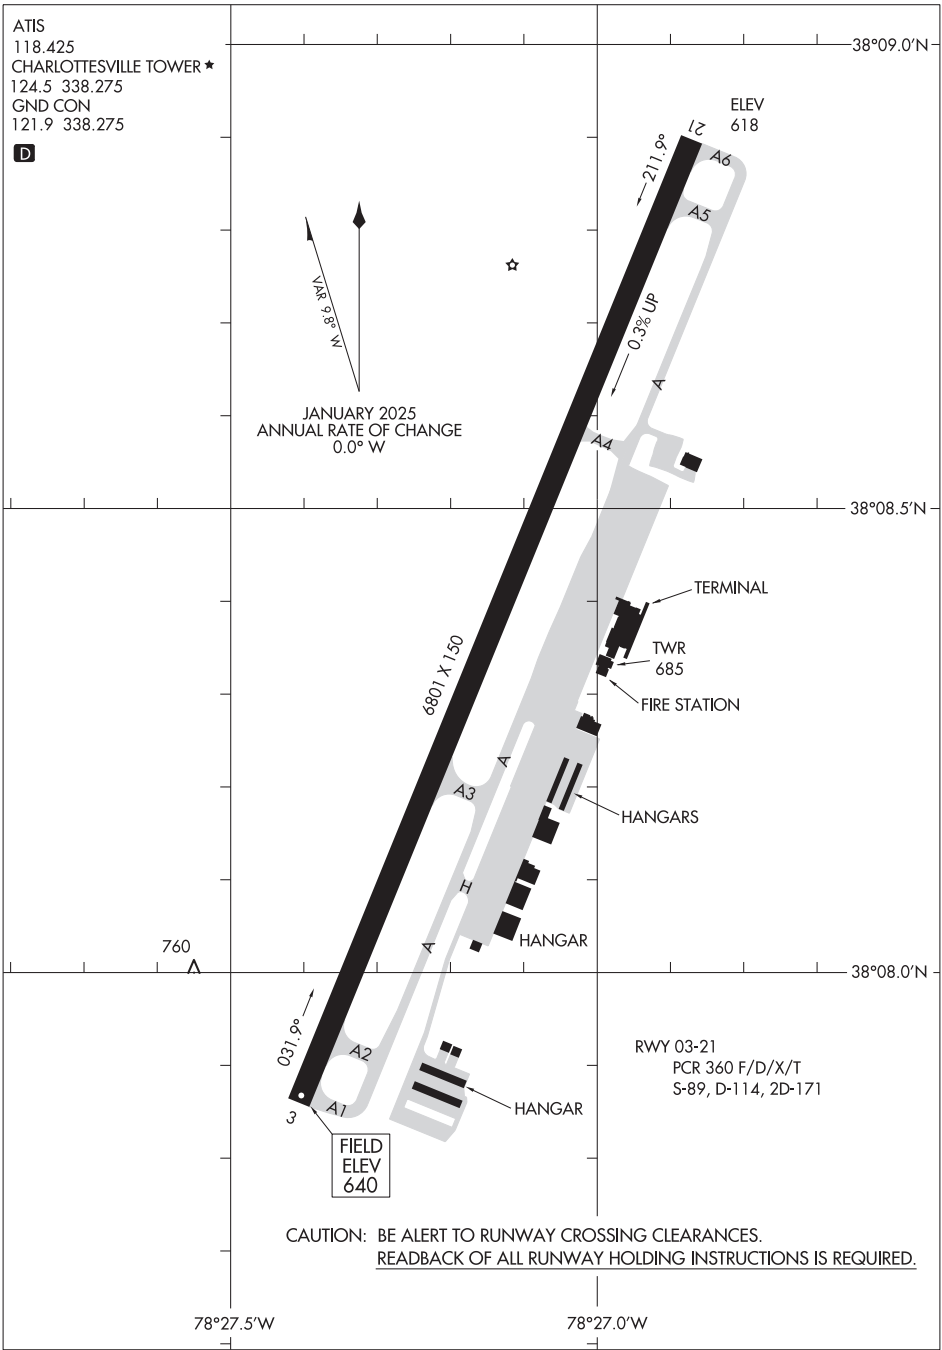 ATIS
118.425
CHARLOTTESVILLE TOWER ★
124.5 338.275
GND CON
121.9 338.275
D
38°09.0'N
ELEV
618
21
211.9°
A6
A5
VAR 9.8° W
0.3% UP
A
JANUARY 2025
ANNUAL RATE OF CHANGE
0.0° W
A4
38°08.5'N
TERMINAL
TWR
685
FIRE STATION
6801 X 150
A
A3
HANGARS
H
HANGAR
A
760
38°08.0'N
031.9°
A2
RWY 03-21
PCR 360 F/D/X/T
S-89, D-114, 2D-171
A1
3
HANGAR
FIELD
ELEV
640
CAUTION: BE ALERT TO RUNWAY CROSSING CLEARANCES.
READBACK OF ALL RUNWAY HOLDING INSTRUCTIONS IS REQUIRED.
78°27.5'W
78°27.0'W